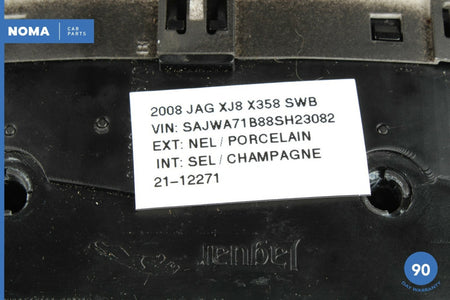 NOMA
CAR
PARTS
2008 JAG XJ8 X358 SWB
VIN: SAJWA71B88SH23082
EXT: NEL/PORCELAIN
INT: SEL/CHAMPAGNE
21-12271
Jaguar
90
DAY WARRANTY